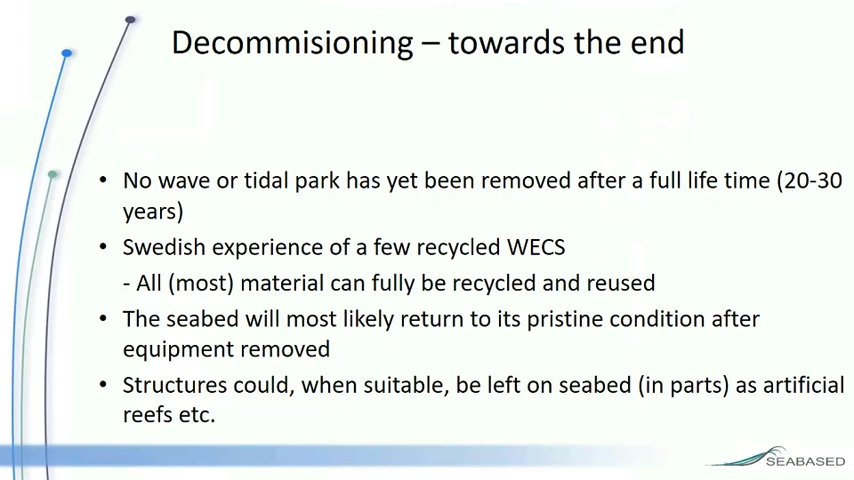 Decommisioning – towards the end
• No wave or tidal park has yet been removed after a full life time (20-30
years)
• Swedish experience of a few recycled WECS
- All (most) material can fully be recycled and reused
• The seabed will most likely return to its pristine condition after
equipment removed
• Structures could, when suitable, be left on seabed (in parts) as artificial
reefs etc.
SEABASED